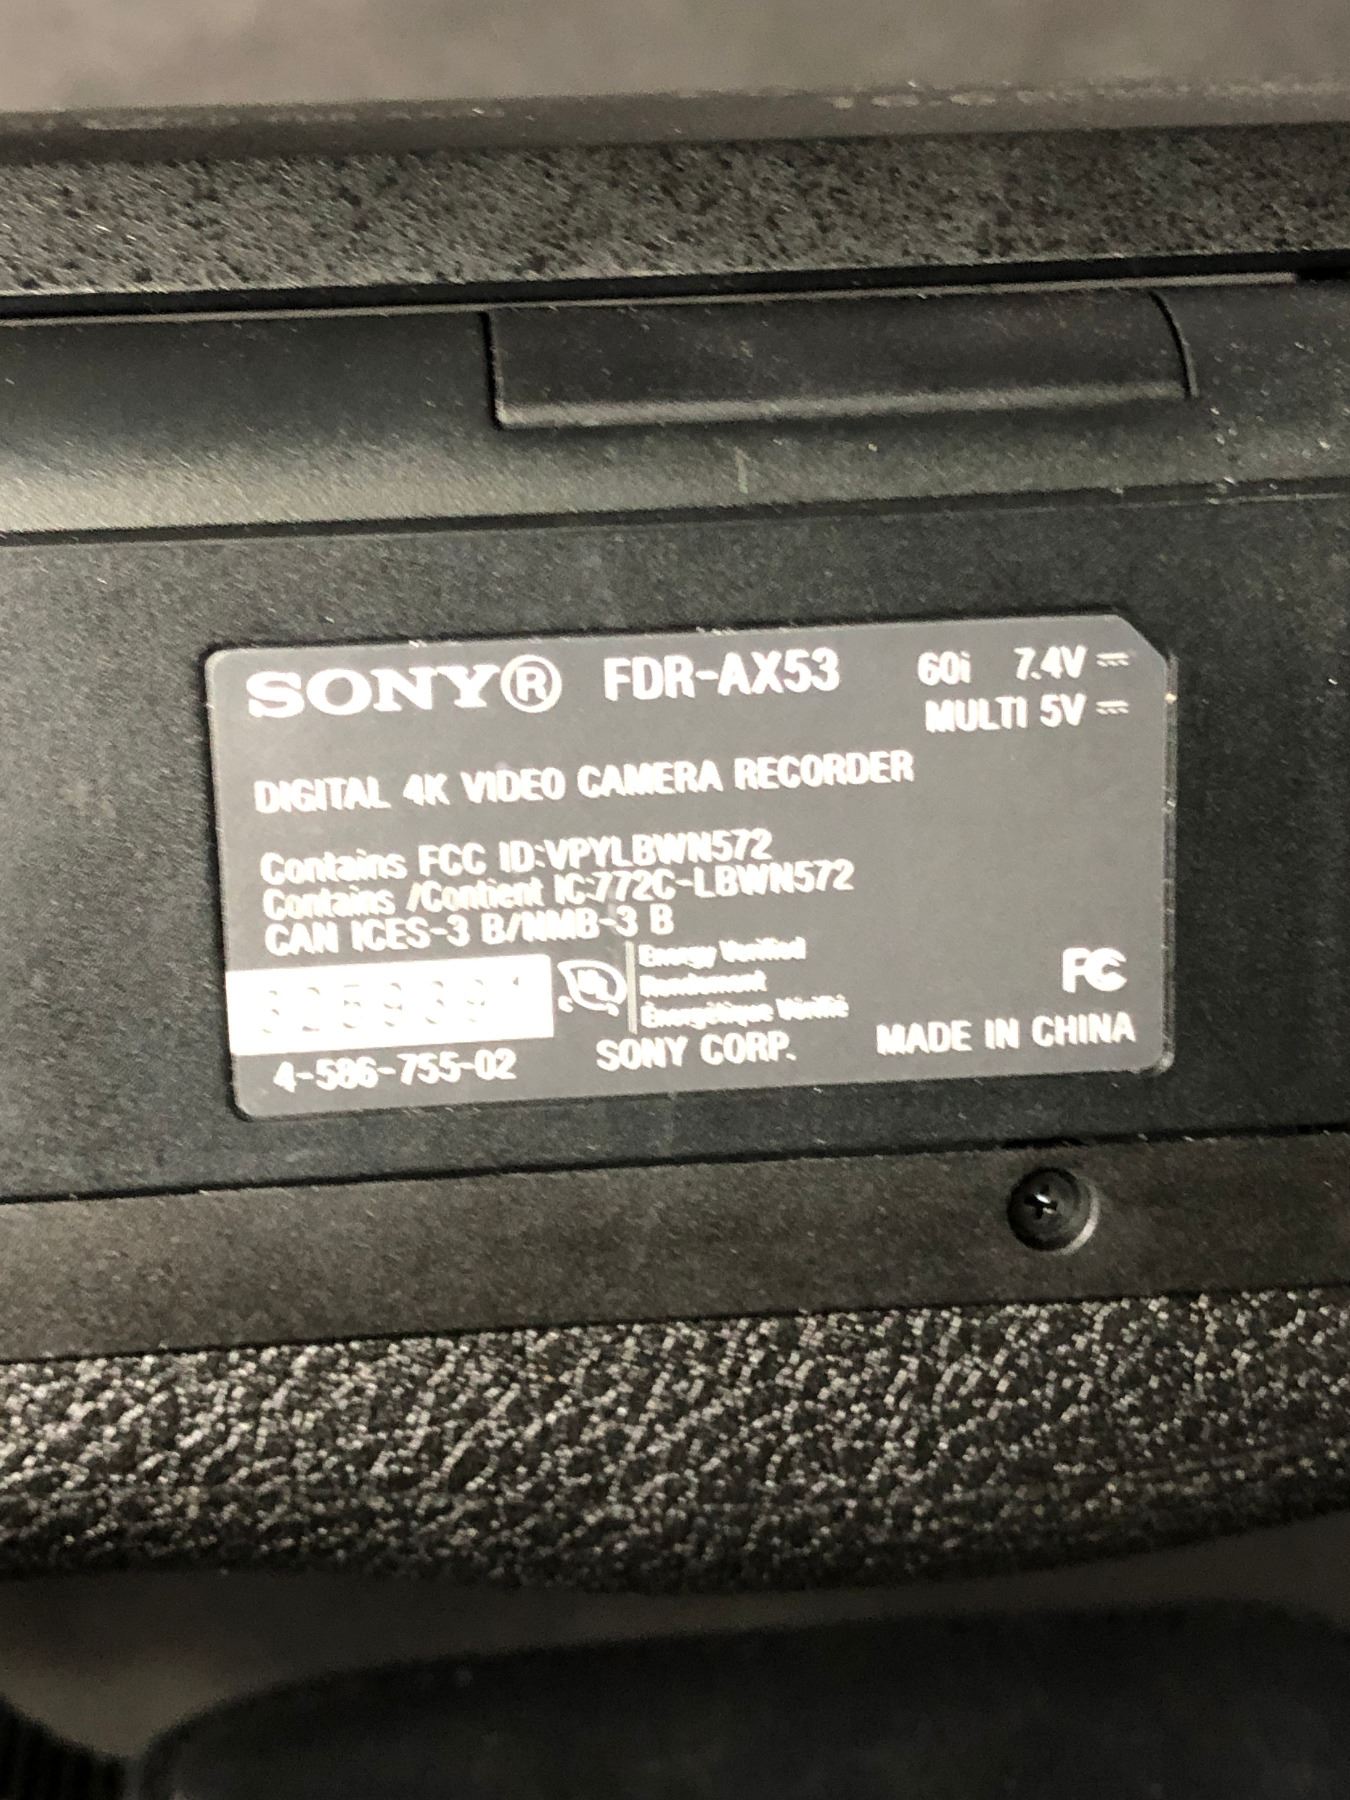 SONY® FDR-AX53 60i 7.4V ⎓
MULTI 5V ⎓
DIGITAL 4K VIDEO CAMERA RECORDER
Contains FCC ID:VPYLBWN572
Contains /Contient IC:772C-LBWN572
CAN ICES-3 B/NMB-3 B
Energy Verified
Rendement
Énergétique Vérifié
FC
4-586-755-02 SONY CORP. MADE IN CHINA